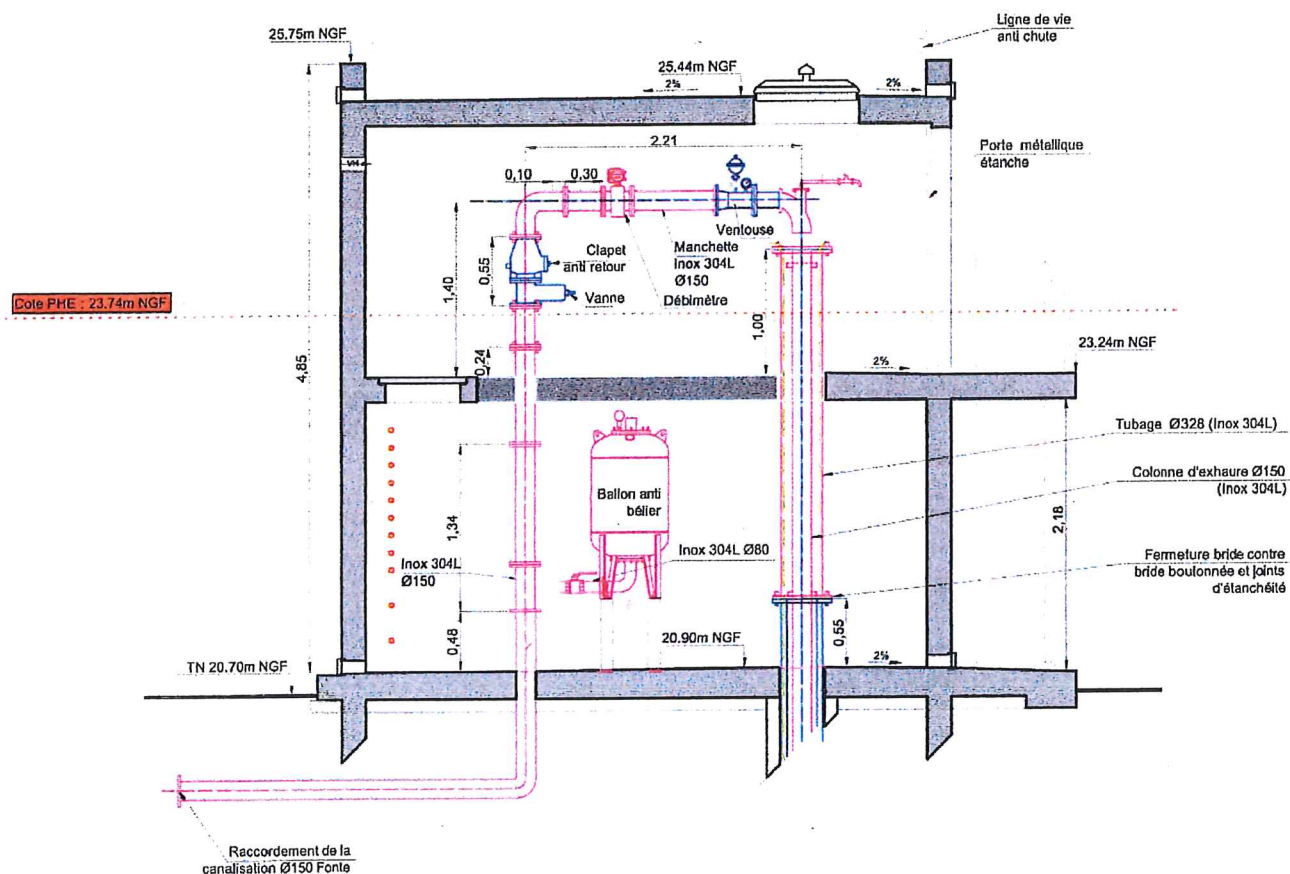 Ligne de vie
anti chute
25.75m NGF
25.44m NGF
2%
2%
2,21
Porte métallique
étanche
VH
0,10
0,30
Ventouse
Clapet
anti retour
Manchette
Inox 304L
Ø150
0,55
1,40
Vanne
Débimètre
Cote PHE : 23.74m NGF
1,00
4,85
0,24
2%
23.24m NGF
Tubage Ø328 (Inox 304L)
Colonne d'exhaure Ø150
(Inox 304L)
Ballon anti
bélier
1,34
2,18
Inox 304L
Ø150
Inox 304L Ø80
Fermeture bride contre
bride boulonnée et joints
d'étanchéité
0,48
0,55
20.90m NGF
2%
TN 20.70m NGF
Raccordement de la
canalisation Ø150 Fonte